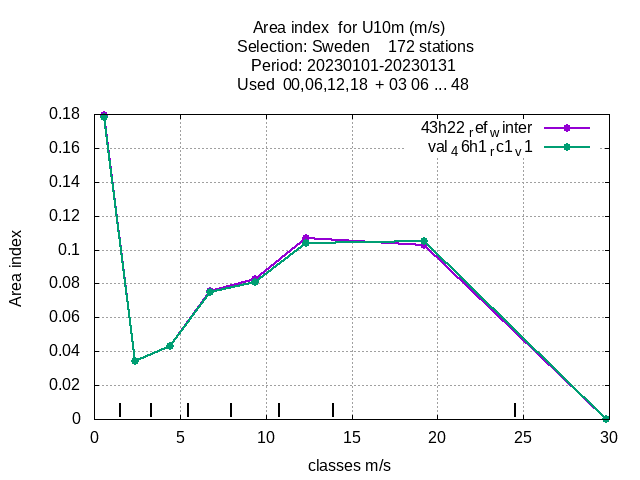 Area index for U10m (m/s)
Selection: Sweden 172 stations
Period: 20230101-20230131
Used 00,06,12,18 + 03 06 ... 48
43h22refwinter
val46h1rc1v1
0.18
0.16
0.14
0.12
0.1
0.08
0.06
0.04
0.02
0
Area index
0 5 10 15 20 25 30
classes m/s